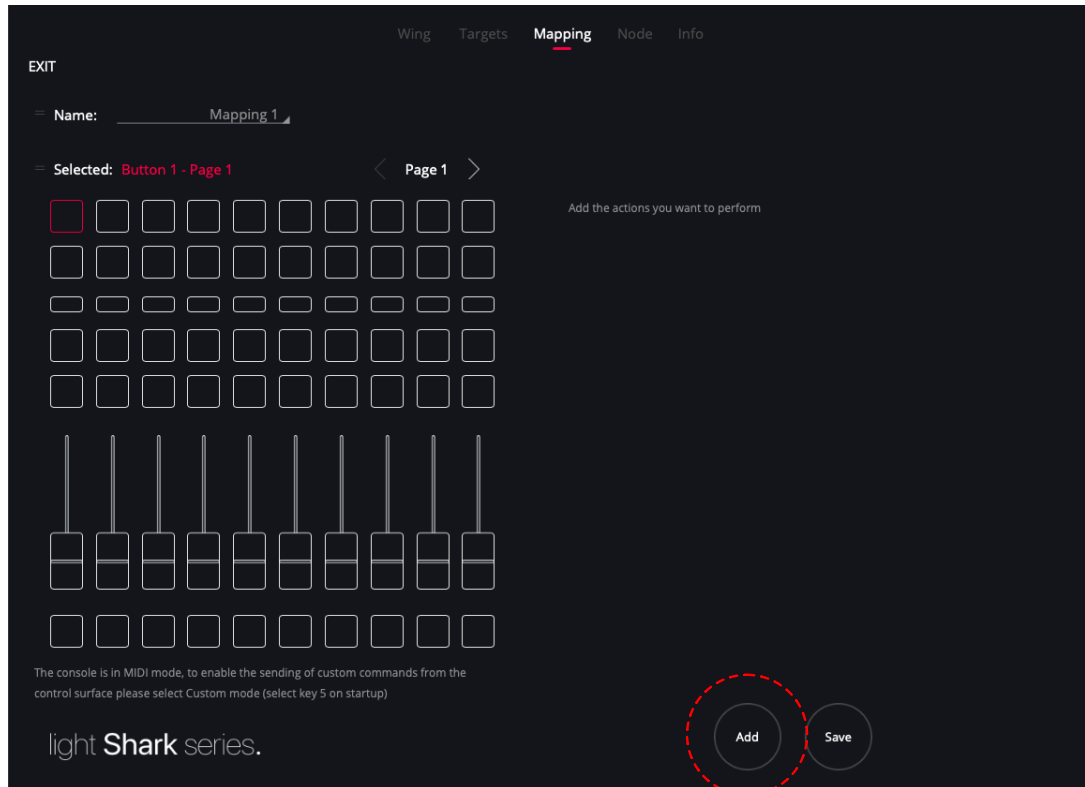 Wing Targets Mapping Node Info
EXIT
Name: Mapping 1
Selected: Button 1 - Page 1 Page 1
Add the actions you want to perform
The console is in MIDI mode, to enable the sending of custom commands from the
control surface please select Custom mode (select key 5 on startup)
light Shark series.
Add Save